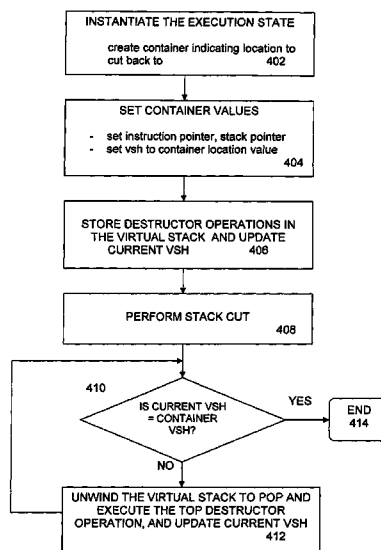 INSTANTIATE THE EXECUTION STATE
create container indicating location to
cut back to 402
SET CONTAINER VALUES
- set instruction pointer, stack pointer
- set vsh to container location value
404
STORE DESTRUCTOR OPERATIONS IN
THE VIRTUAL STACK AND UPDATE
CURRENT VSH 406
PERFORM STACK CUT
408
410
IS CURRENT VSH
= CONTAINER
VSH?
YES
END
414
NO
UNWIND THE VIRTUAL STACK TO POP AND
EXECUTE THE TOP DESTRUCTOR
OPERATION, AND UPDATE CURRENT VSH
412